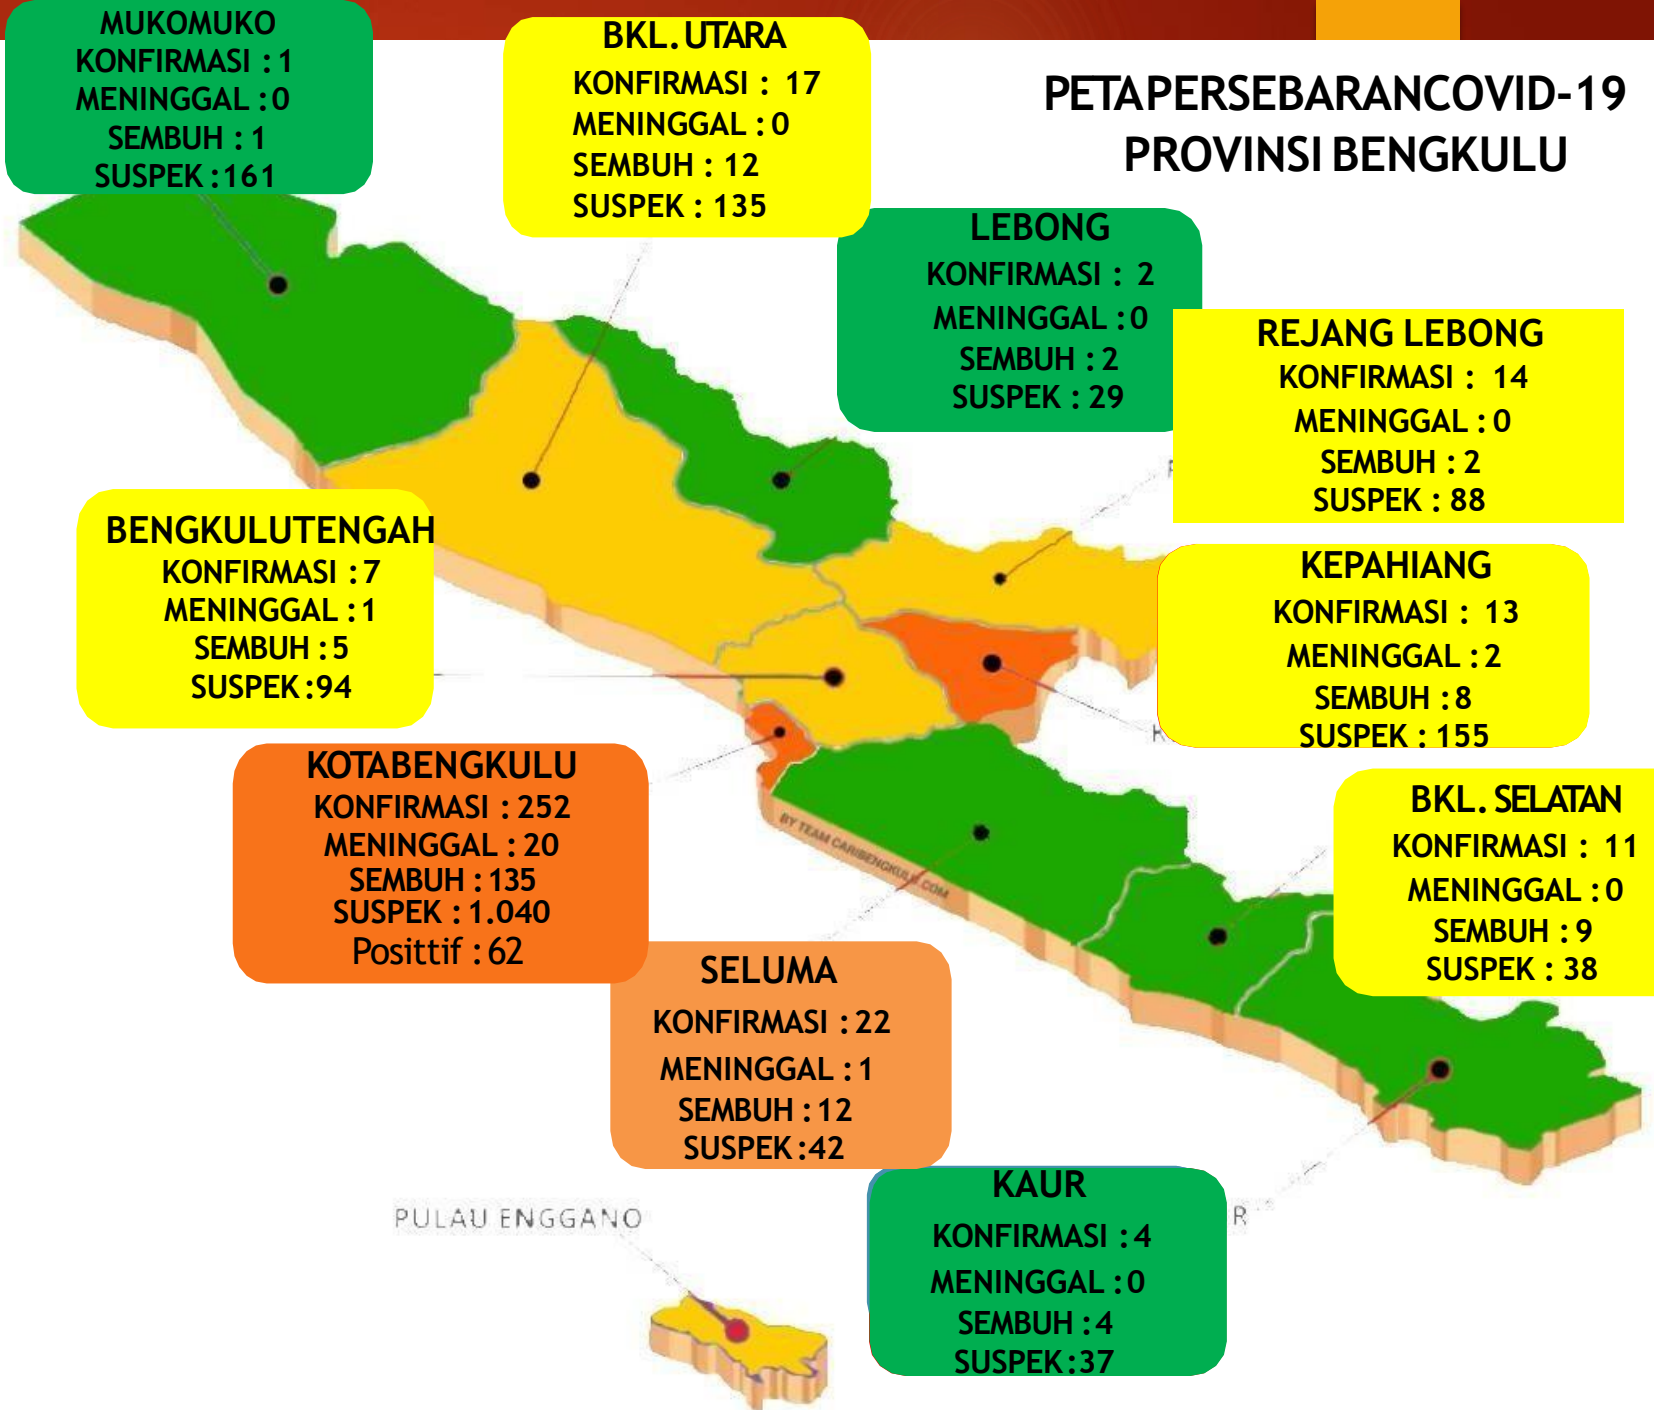 MUKOMUKO
KONFIRMASI : 1
MENINGGAL : 0
SEMBUH : 1
SUSPEK : 161
BKL. UTARA
KONFIRMASI : 17
MENINGGAL : 0
SEMBUH : 12
SUSPEK : 135
PETAPERSEBARANCOVID-19
PROVINSI BENGKULU
LEBONG
KONFIRMASI : 2
MENINGGAL : 0
SEMBUH : 2
SUSPEK : 29
REJANG LEBONG
KONFIRMASI : 14
MENINGGAL : 0
SEMBUH : 2
SUSPEK : 88
BENGKULUTENGAH
KONFIRMASI : 7
MENINGGAL : 1
SEMBUH : 5
SUSPEK : 94
KEPAHIANG
KONFIRMASI : 13
MENINGGAL : 2
SEMBUH : 8
SUSPEK : 155
KOTABENGKULU
KONFIRMASI : 252
MENINGGAL : 20
SEMBUH : 135
SUSPEK : 1.040
Posittif : 62
BY TEAM CARIBENGKULU.COM
BKL. SELATAN
KONFIRMASI : 11
MENINGGAL : 0
SEMBUH : 9
SUSPEK : 38
SELUMA
KONFIRMASI : 22
MENINGGAL : 1
SEMBUH : 12
SUSPEK : 42
KAUR
KONFIRMASI : 4
MENINGGAL : 0
SEMBUH : 4
SUSPEK : 37
PULAU ENGGANO
R